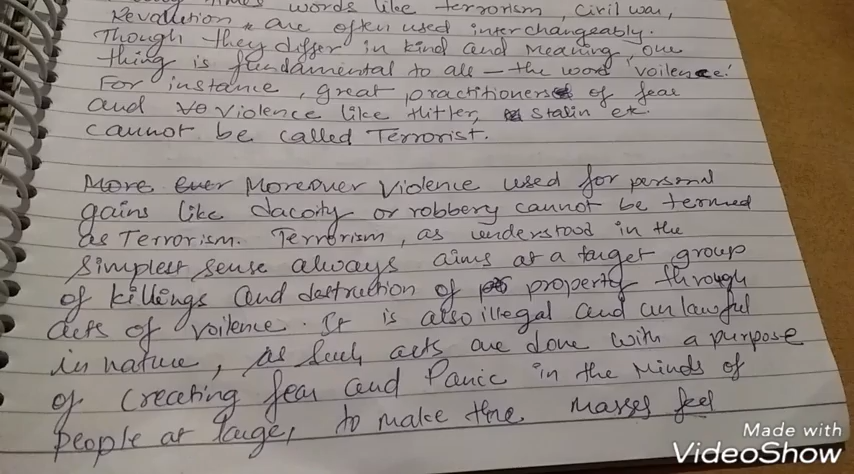 times words like terrorism, civil war,
Revolution are often used interchangeably.
Though they differ in kind and Meaning, one
thing is fundamental to all – the word 'voilence'.
For instance, great practitioners of fear
and violence like Hitler, Stalin etc.
cannot be called Terrorist.
More ever Moreover violence used for personal
gains like dacoity or robbery cannot be termed
as Terrorism. Terrorism, as understood in the
simplest sense always aims at a target group
of killings and destruction of property through
acts of voilence. It is also illegal and unlawful
in nature, as such acts are done with a purpose
of creating fear and Panic in the Minds of
people at large, to make the Masses feel
Made with
VideoShow